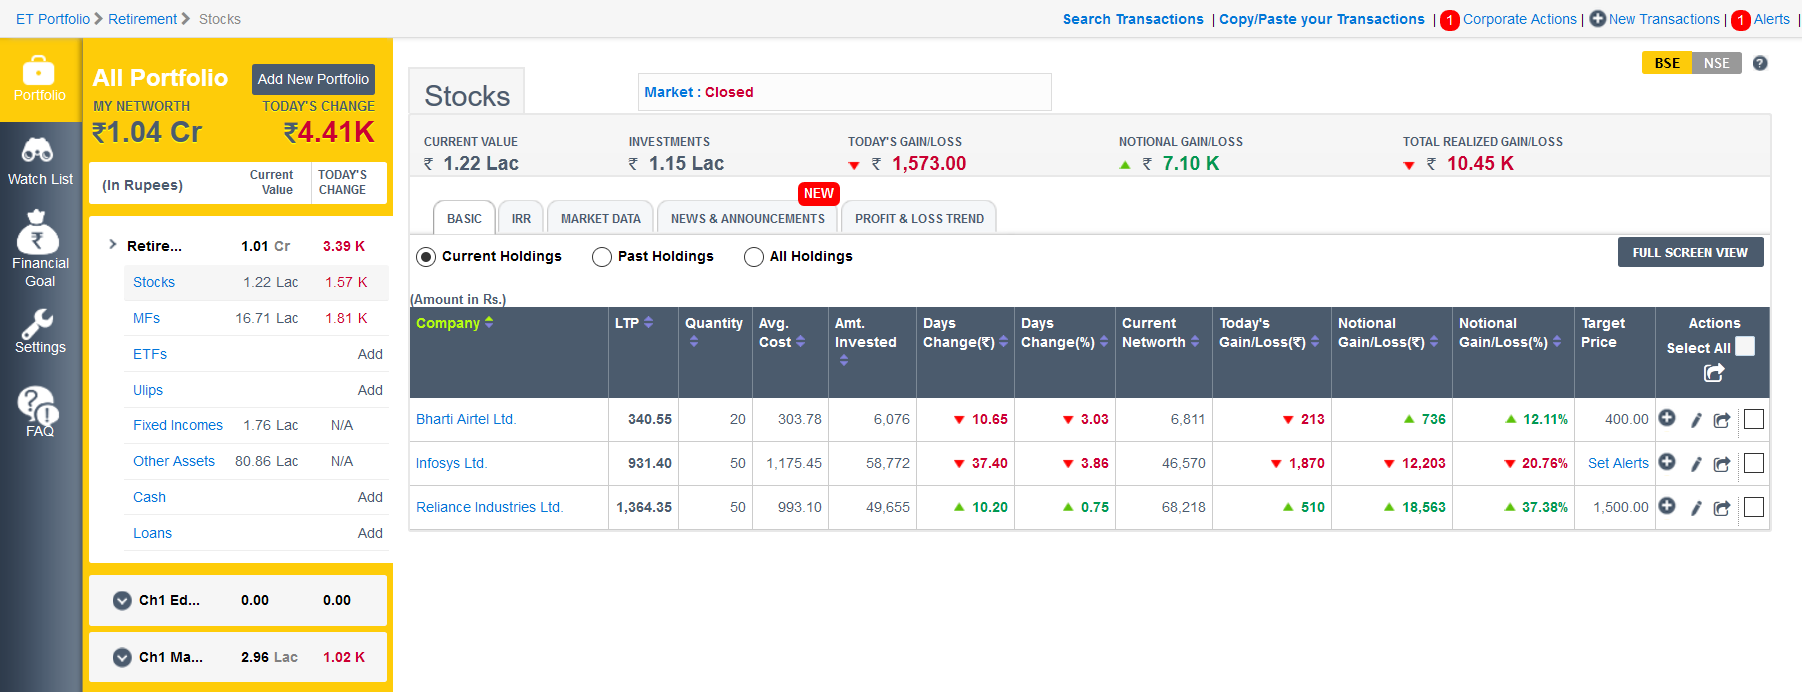 ET Portfolio Retirement Stocks
Search Transactions | Copy/Paste your Transactions | 1 Corporate Actions | New Transactions | 1 Alerts |
Portfolio
Watch List
Financial
Goal
Settings
FAQ
All Portfolio Add New Portfolio
MY NETWORTH TODAY'S CHANGE
₹1.04 Cr ₹4.41K
(In Rupees) Current Value TODAY'S CHANGE
Retire... 1.01 Cr 3.39 K
Stocks 1.22 Lac 1.57 K
MFs 16.71 Lac 1.81 K
ETFs Add
Ulips Add
Fixed Incomes 1.76 Lac N/A
Other Assets 80.86 Lac N/A
Cash Add
Loans Add
Ch1 Ed... 0.00 0.00
Ch1 Ma... 2.96 Lac 1.02 K
BSE NSE ?
Stocks
Market : Closed
CURRENT VALUE INVESTMENTS TODAY'S GAIN/LOSS NOTIONAL GAIN/LOSS TOTAL REALIZED GAIN/LOSS
₹ 1.22 Lac ₹ 1.15 Lac ₹ 1,573.00 ₹ 7.10 K ₹ 10.45 K
NEW
BASIC IRR MARKET DATA NEWS & ANNOUNCEMENTS PROFIT & LOSS TREND
Current Holdings Past Holdings All Holdings FULL SCREEN VIEW
(Amount in Rs.)
Company LTP Quantity Avg. Cost Amt. Invested Days Change(₹) Days Change(%) Current Networth Today's Gain/Loss(₹) Notional Gain/Loss(₹) Notional Gain/Loss(%) Target Price Actions Select All
Bharti Airtel Ltd. 340.55 20 303.78 6,076 10.65 3.03 6,811 213 736 12.11% 400.00
Infosys Ltd. 931.40 50 1,175.45 58,772 37.40 3.86 46,570 1,870 12,203 20.76% Set Alerts
Reliance Industries Ltd. 1,364.35 50 993.10 49,655 10.20 0.75 68,218 510 18,563 37.38% 1,500.00